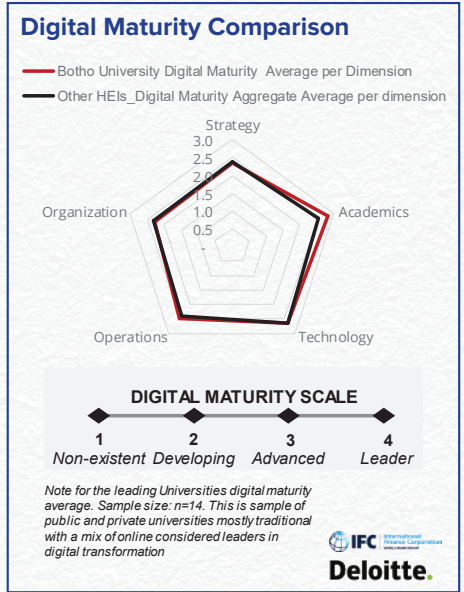 Digital Maturity Comparison
Botho University Digital Maturity Average per Dimension
Other HEIs_Digital Maturity Aggregate Average per dimension
Strategy
3.0
2.5
2.0
1.5
1.0
0.5
-
Organization
Academics
Operations
Technology
DIGITAL MATURITY SCALE
1 2 3 4
Non-existent Developing Advanced Leader
Note for the leading Universities digital maturity
average. Sample size: n=14. This is sample of
public and private universities mostly traditional
with a mix of online considered leaders in
digital transformation
IFC International
Finance Corporation
WORLD BANK GROUP
Deloitte.